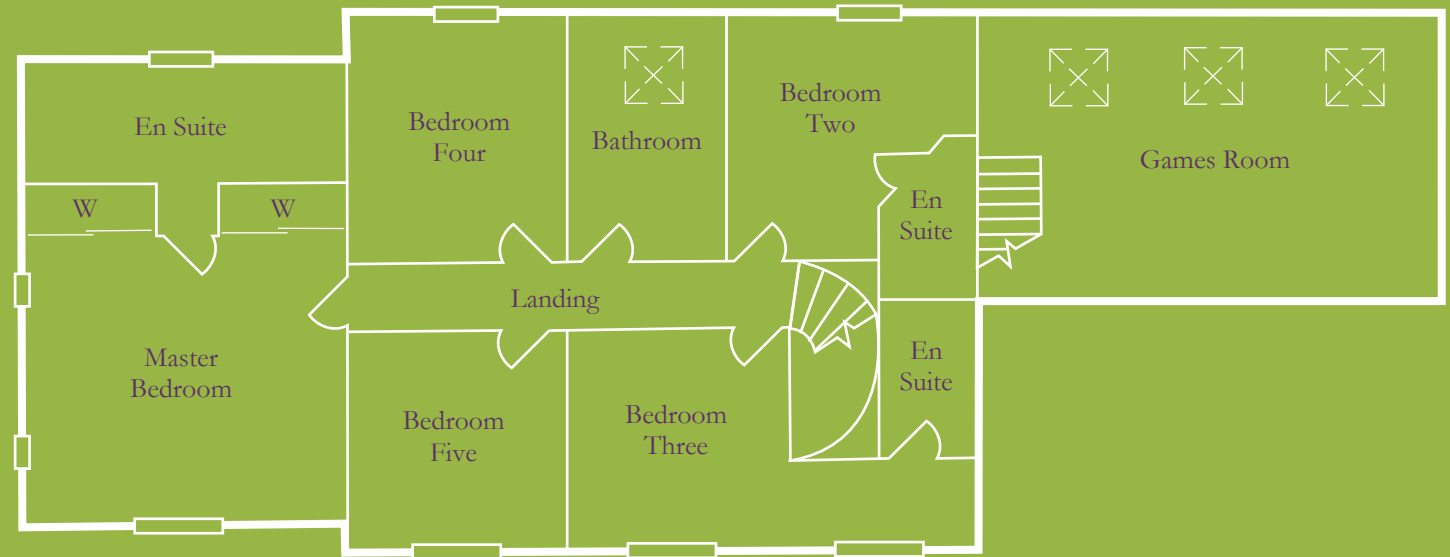 En Suite
W
W
Master
Bedroom
Bedroom
Four
Bathroom
Bedroom
Two
En
Suite
Games Room
Landing
Bedroom
Five
Bedroom
Three
En
Suite